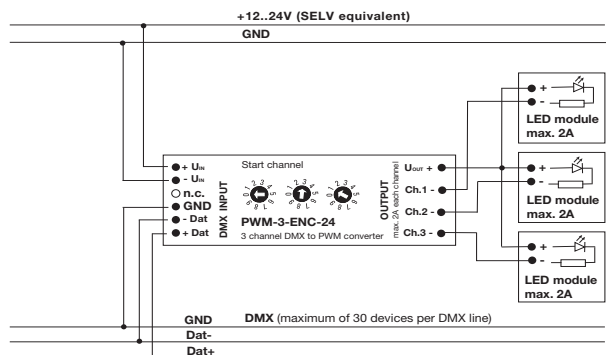 +12..24V (SELV equivalent)
GND
+ -
LED module
max. 2A
+ UIN
- UIN
n.c.
GND
- Dat
+ Dat
DMX INPUT
Start channel
PWM-3-ENC-24
3 channel DMX to PWM converter
OUTPUT
max. 2A each channel
UOUT +
Ch.1 -
Ch.2 -
Ch.3 -
+ -
LED module
max. 2A
+ -
LED module
max. 2A
GND
DMX (maximum of 30 devices per DMX line)
Dat-
Dat+